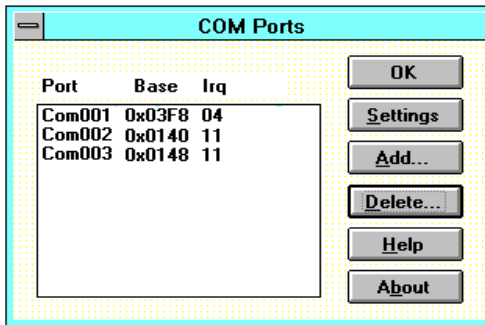 COM Ports
Port Base Irq
Com001 0x03F8 04
Com002 0x0140 11
Com003 0x0148 11
OK
Settings
Add...
Delete...
Help
About